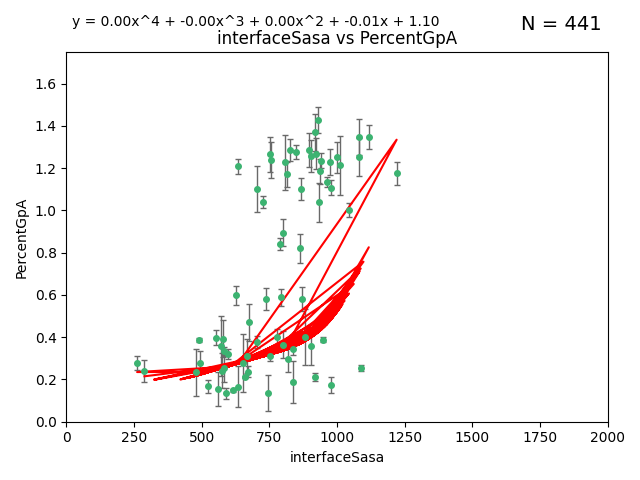 y = 0.00x^4 + -0.00x^3 + 0.00x^2 + -0.01x + 1.10
N = 441
interfaceSasa vs PercentGpA
PercentGpA
1.6
1.4
1.2
1.0
0.8
0.6
0.4
0.2
0.0
0 250 500 750 1000 1250 1500 1750 2000
interfaceSasa